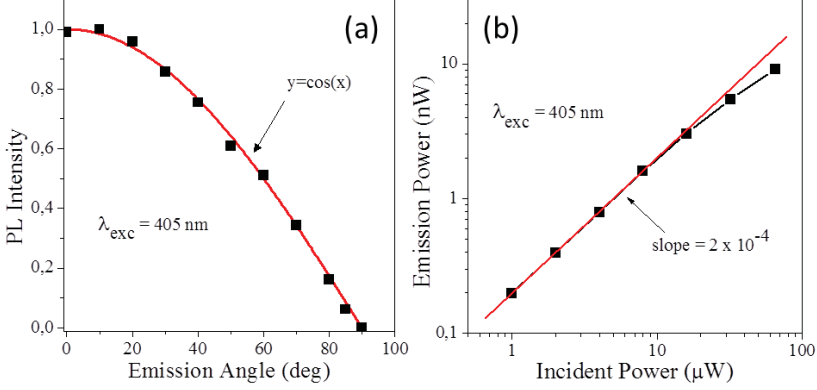 (a)
1,0
0,8
0,6
0,4
0,2
0,0
PL Intensity
y=cos(x)
λexc = 405 nm
0 20 40 60 80 100
Emission Angle (deg)
(b)
10
1
0,1
Emission Power (nW)
λexc = 405 nm
slope = 2 x 10-4
1 10 100
Incident Power (μW)